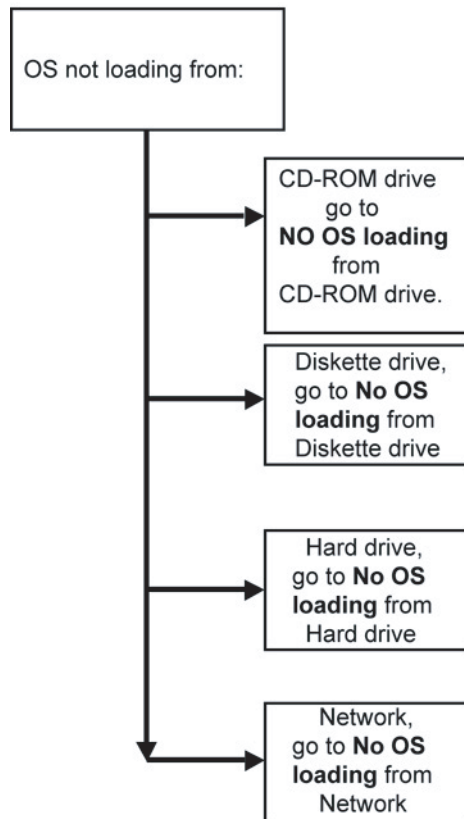 OS not loading from:
CD-ROM drive
go to
NO OS loading
from
CD-ROM drive.
Diskette drive,
go to No OS
loading from
Diskette drive
Hard drive,
go to No OS
loading from
Hard drive
Network,
go to No OS
loading from
Network